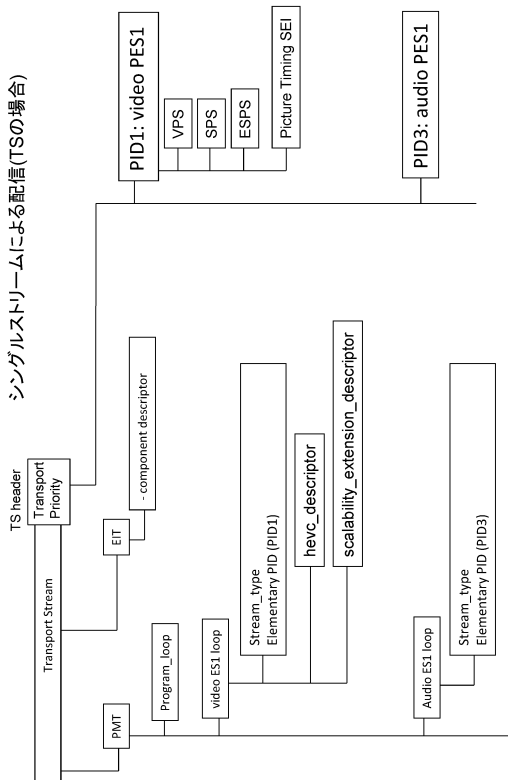 シングルストリームによる配信(TSの場合)
TS header
Transport Stream
Transport
Priority
PID1: video PES1
VPS
SPS
ESPS
Picture Timing SEI
PID3: audio PES1
EIT
- component descriptor
PMT
Program_loop
video ES1 loop
Stream_type
Elementary PID (PID1)
hevc_descriptor
scalability_extension_descriptor
Audio ES1 loop
Stream_type
Elementary PID (PID3)